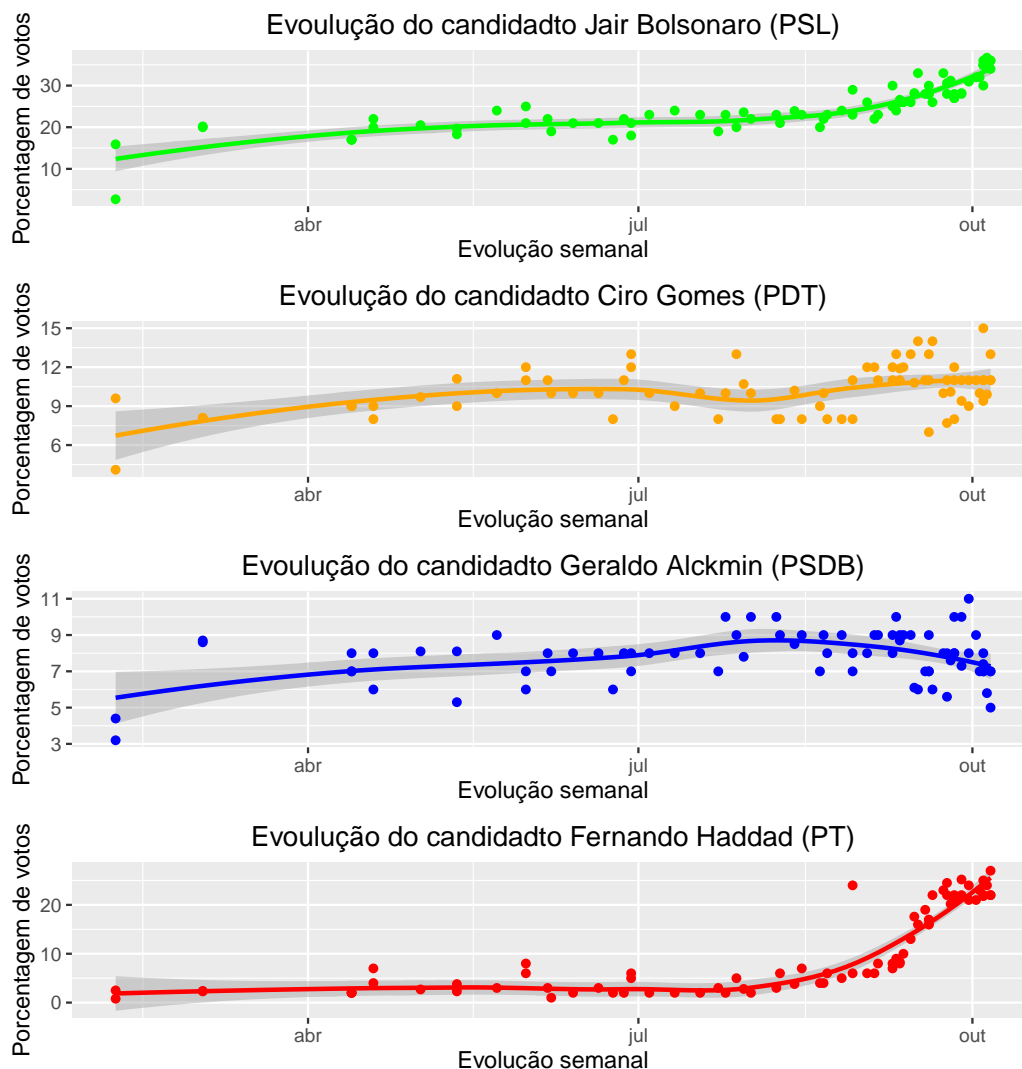 Evoulução do candidadto Jair Bolsonaro (PSL)
Porcentagem de votos
30
20
10
abr
jul
out
Evolução semanal
Evoulução do candidadto Ciro Gomes (PDT)
Porcentagem de votos
15
12
9
6
abr
jul
out
Evolução semanal
Evoulução do candidadto Geraldo Alckmin (PSDB)
Porcentagem de votos
11
9
7
5
3
abr
jul
out
Evolução semanal
Evoulução do candidadto Fernando Haddad (PT)
Porcentagem de votos
20
10
0
abr
jul
out
Evolução semanal